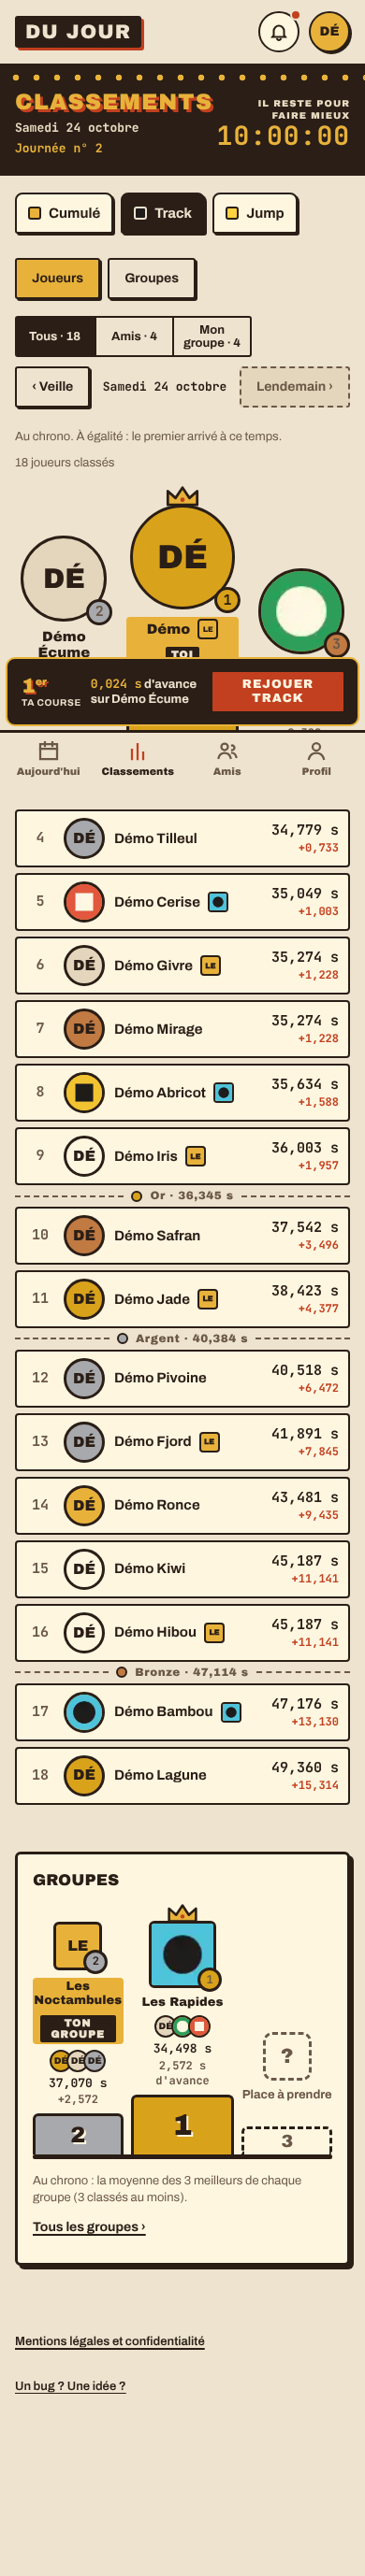 DU JOUR
DÉ
CLASSEMENTS
Samedi 24 octobre
Journée n° 2
IL RESTE POUR
FAIRE MIEUX
10:00:00
Cumulé
Track
Jump
Joueurs
Groupes
Tous · 18
Amis · 4
Mon
groupe · 4
‹ Veille
Samedi 24 octobre
Lendemain ›
Au chrono. À égalité : le premier arrivé à ce temps.
18 joueurs classés
DÉ
2
Démo
Écume
DÉ
1
Démo LE
TOI
3
1er
TA COURSE
0,024 s d'avance
sur Démo Écume
REJOUER
TRACK
Aujourd'hui
Classements
Amis
Profil
4 DÉ Démo Tilleul 34,779 s
+0,733
5 Démo Cerise 35,049 s
+1,003
6 DÉ Démo Givre LE 35,274 s
+1,228
7 DÉ Démo Mirage 35,274 s
+1,228
8 Démo Abricot 35,634 s
+1,588
9 DÉ Démo Iris LE 36,003 s
+1,957
Or · 36,345 s
10 DÉ Démo Safran 37,542 s
+3,496
11 DÉ Démo Jade LE 38,423 s
+4,377
Argent · 40,384 s
12 DÉ Démo Pivoine 40,518 s
+6,472
13 DÉ Démo Fjord LE 41,891 s
+7,845
14 DÉ Démo Ronce 43,481 s
+9,435
15 DÉ Démo Kiwi 45,187 s
+11,141
16 DÉ Démo Hibou LE 45,187 s
+11,141
Bronze · 47,114 s
17 Démo Bambou 47,176 s
+13,130
18 DÉ Démo Lagune 49,360 s
+15,314
GROUPES
LE
2
Les
Noctambules
TON
GROUPE
DÉ DÉ DÉ
37,070 s
+2,572
2
1
Les Rapides
DÉ
34,498 s
2,572 s
d'avance
1
?
Place à prendre
3
Au chrono : la moyenne des 3 meilleurs de chaque
groupe (3 classés au moins).
Tous les groupes ›
Mentions légales et confidentialité
Un bug ? Une idée ?